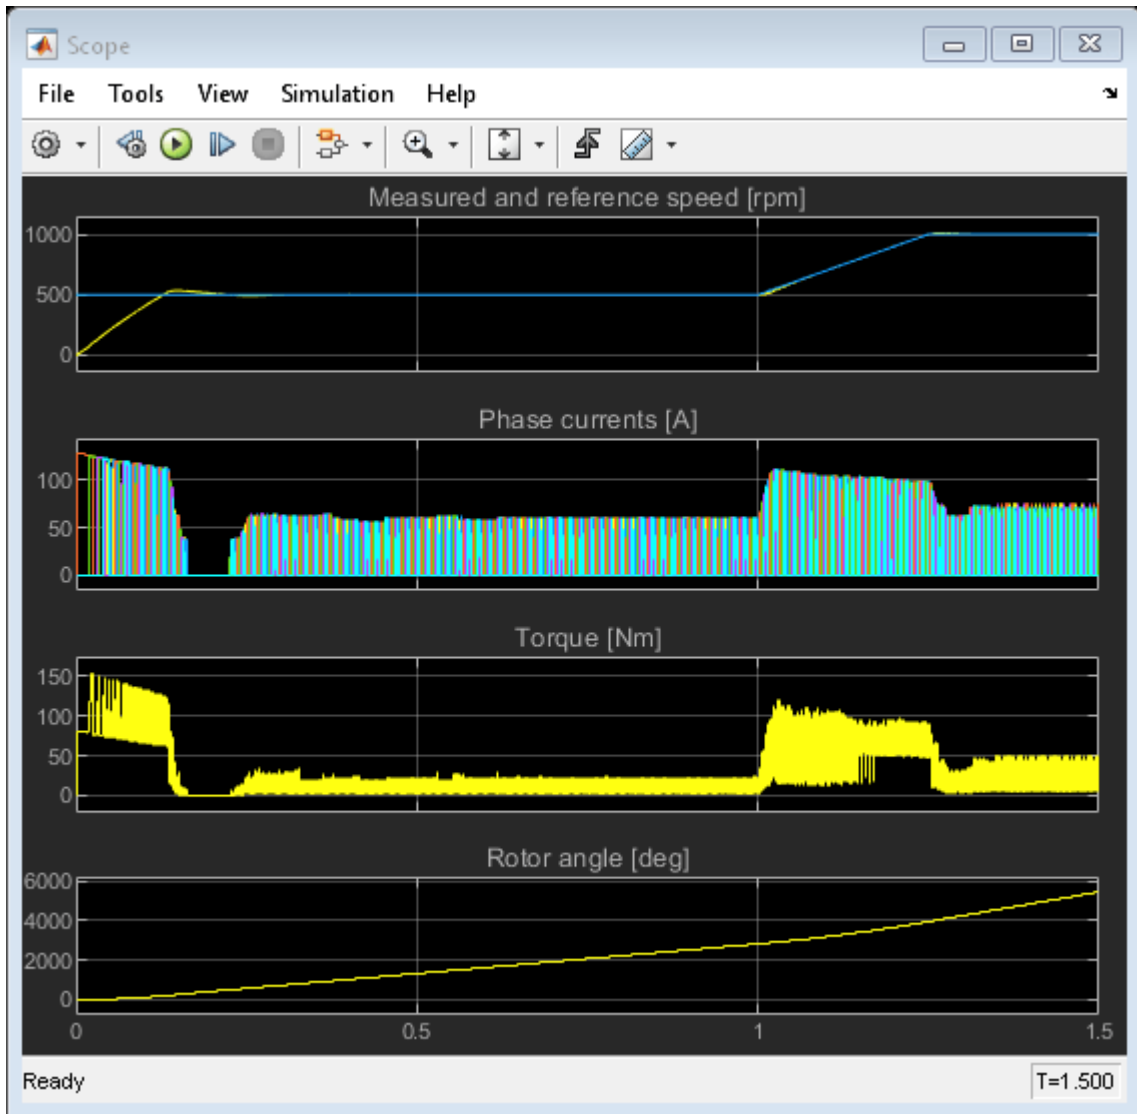 Scope
File Tools View Simulation Help
Measured and reference speed [rpm]
1000
500
0
Phase currents [A]
100
50
0
Torque [Nm]
150
100
50
0
Rotor angle [deg]
6000
4000
2000
0
0 0.5 1 1.5
Ready T=1.500